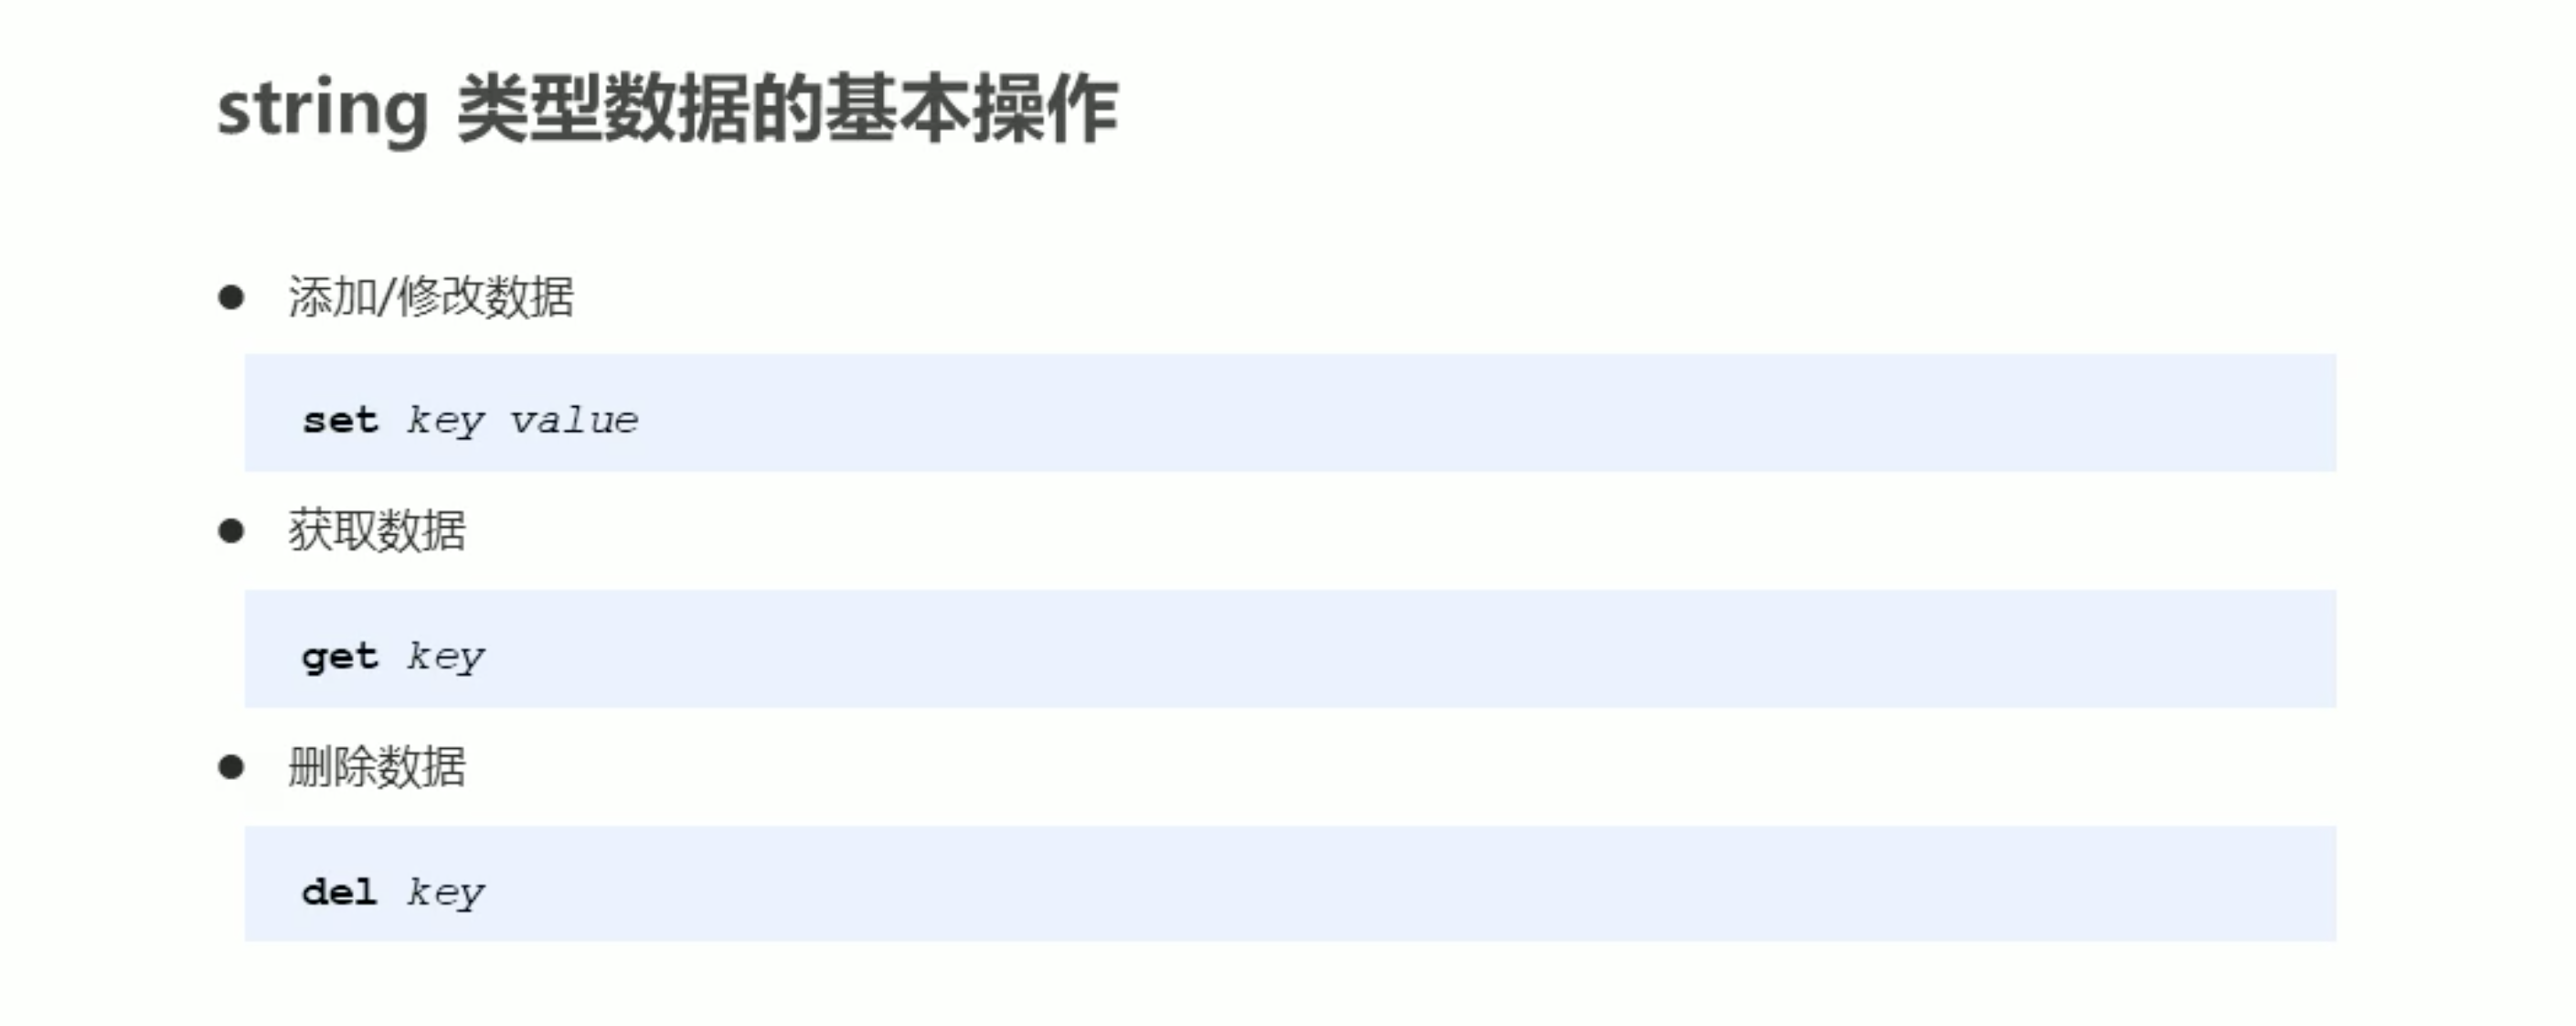 string 类型数据的基本操作
● 添加/修改数据
set key value
● 获取数据
get key
● 删除数据
del key